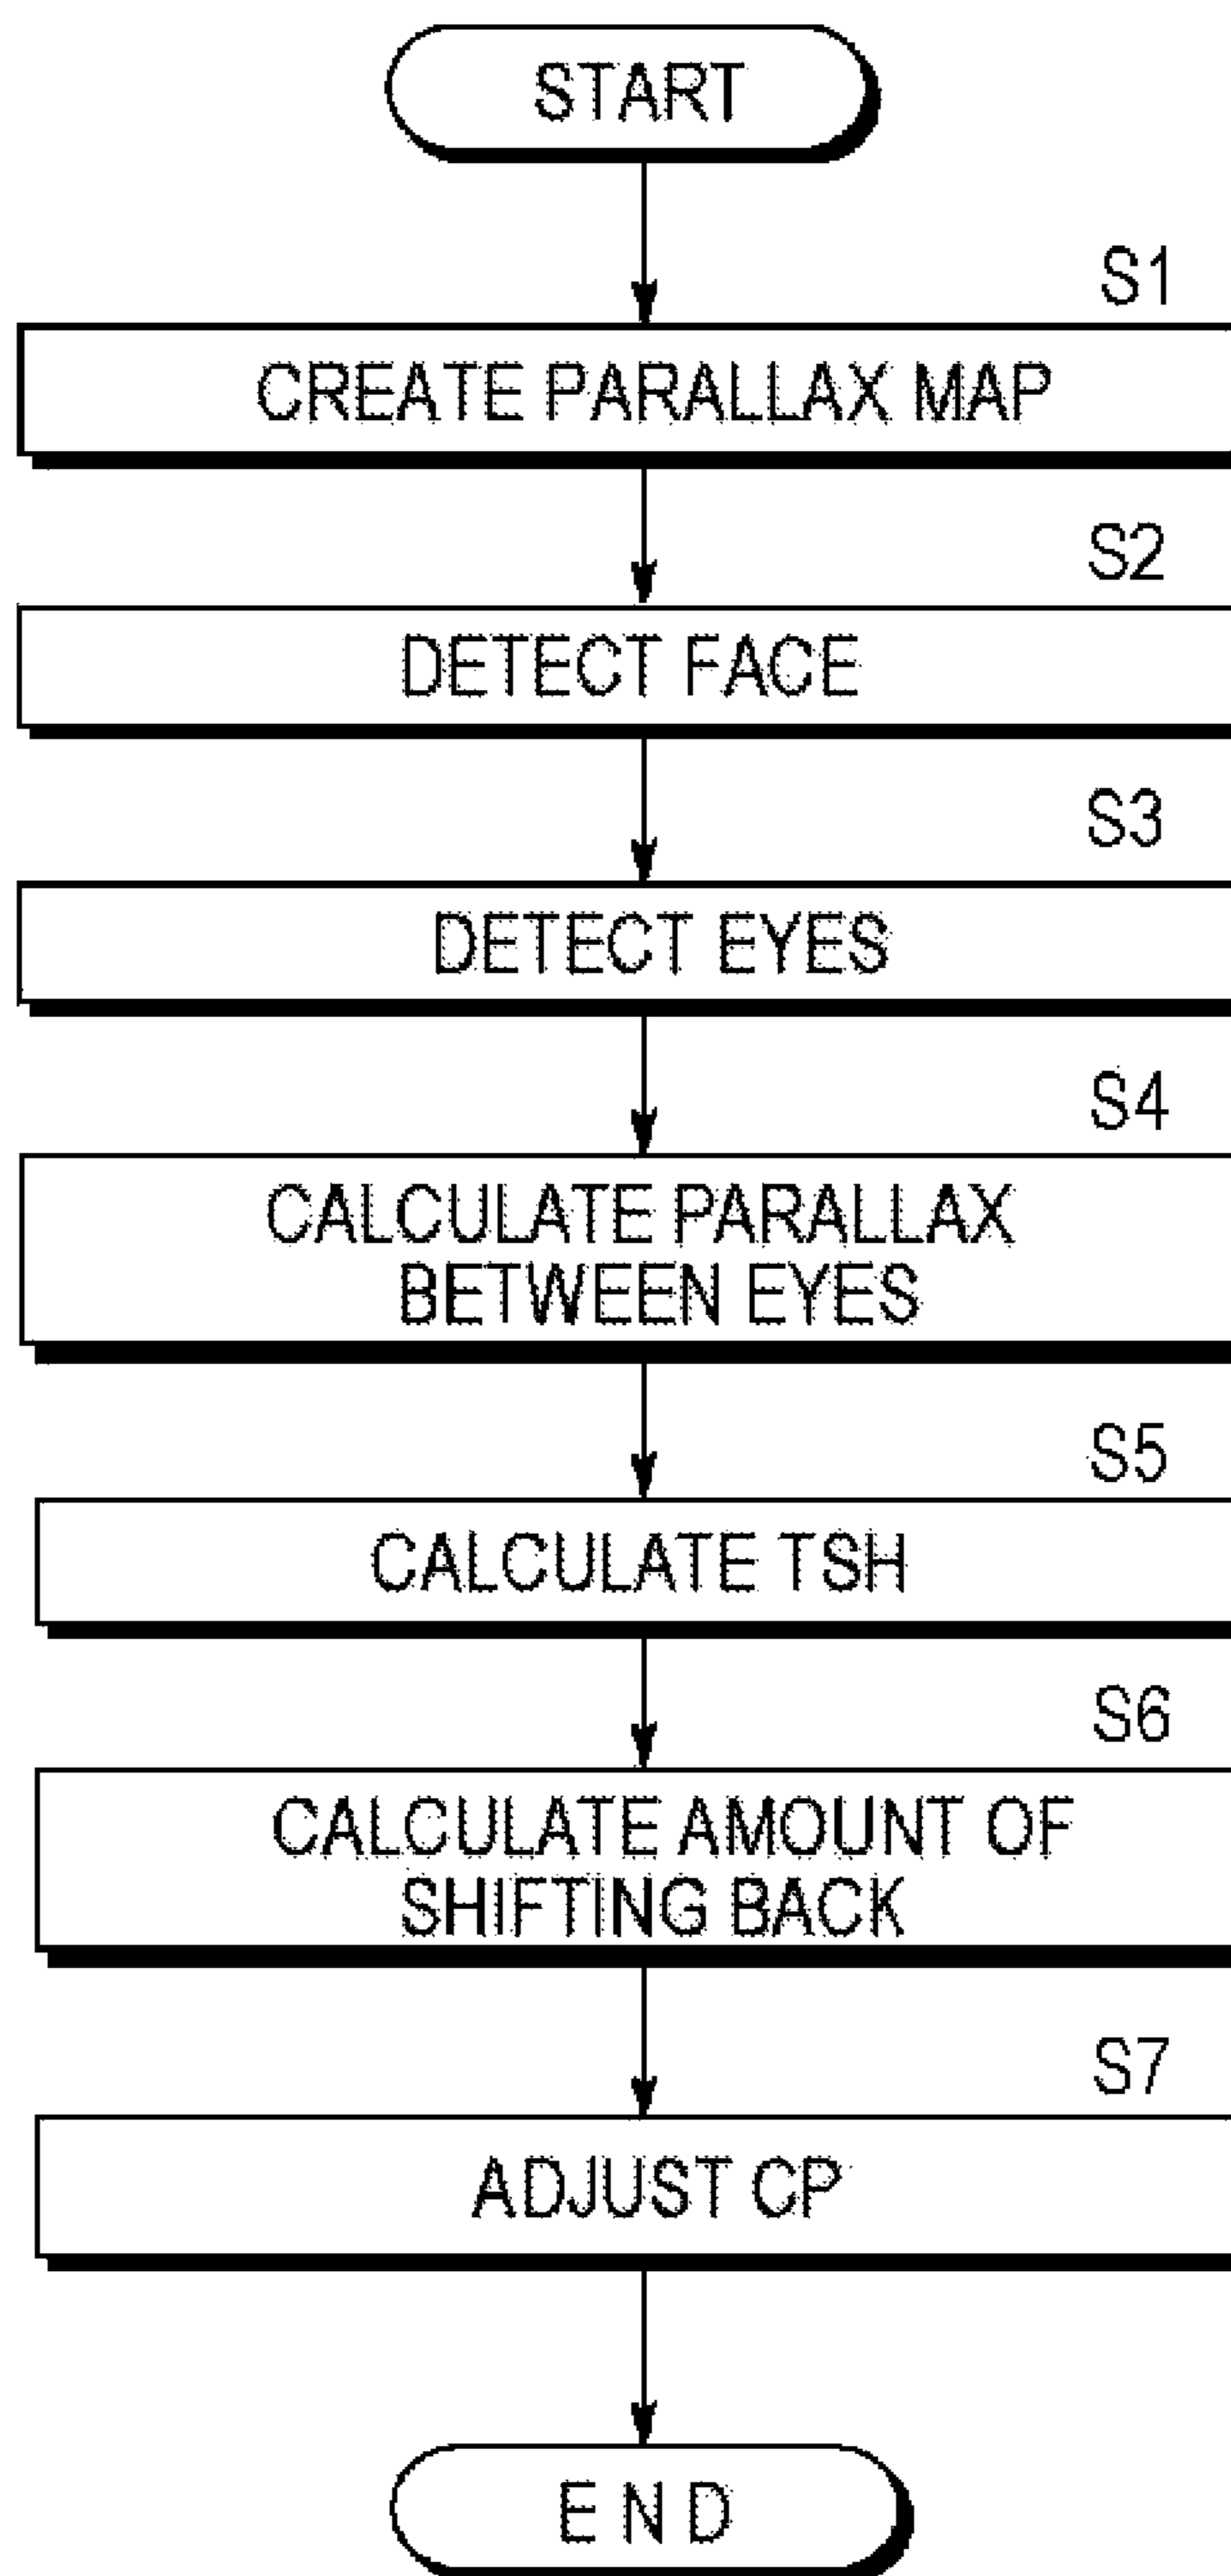 START
S1
CREATE PARALLAX MAP
S2
DETECT FACE
S3
DETECT EYES
S4
CALCULATE PARALLAX
BETWEEN EYES
S5
CALCULATE TSH
S6
CALCULATE AMOUNT OF
SHIFTING BACK
S7
ADJUST CP
END